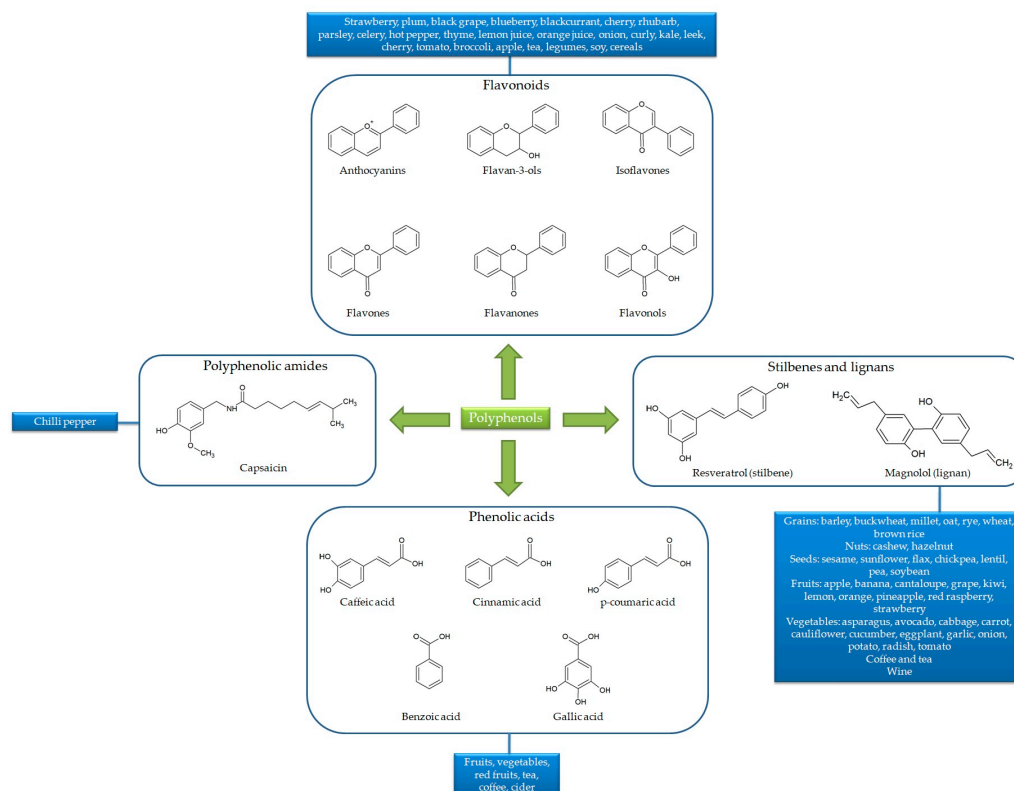 Strawberry, plum, black grape, blueberry, blackcurrant, cherry, rhubarb,
parsley, celery, hot pepper, thyme, lemon juice, orange juice, onion, curly, kale, leek,
cherry, tomato, broccoli, apple, tea, legumes, soy, cereals
Flavonoids
O+
O
OH
O
O
Anthocyanins
Flavan-3-ols
Isoflavones
O
O
O
O
O
OH
O
Flavones
Flavanones
Flavonols
Polyphenolic amides
O
NH
CH3
CH3
HO
O
CH3
Capsaicin
Chilli pepper
Polyphenols
Stilbenes and lignans
OH
HO
OH
Resveratrol (stilbene)
H2C
HO
OH
CH2
Magnolol (lignan)
Grains: barley, buckwheat, millet, oat, rye, wheat,
brown rice
Nuts: cashew, hazelnut
Seeds: sesame, sunflower, flax, chickpea, lentil,
pea, soybean
Fruits: apple, banana, cantaloupe, grape, kiwi,
lemon, orange, pineapple, red raspberry,
strawberry
Vegetables: asparagus, avocado, cabbage, carrot,
cauliflower, cucumber, eggplant, garlic, onion,
potato, radish, tomato
Coffee and tea
Wine
Phenolic acids
HO
HO
O
OH
O
OH
HO
O
OH
Caffeic acid
Cinnamic acid
p-coumaric acid
O
OH
O
OH
HO
OH
OH
Benzoic acid
Gallic acid
Fruits, vegetables,
red fruits, tea,
coffee, cider